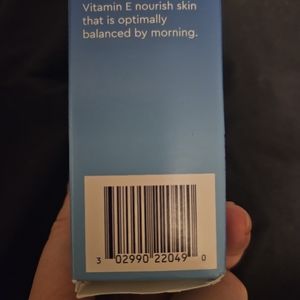 Vitamin E nourish skin
that is optimally
balanced by morning.
3 02990 22049 0